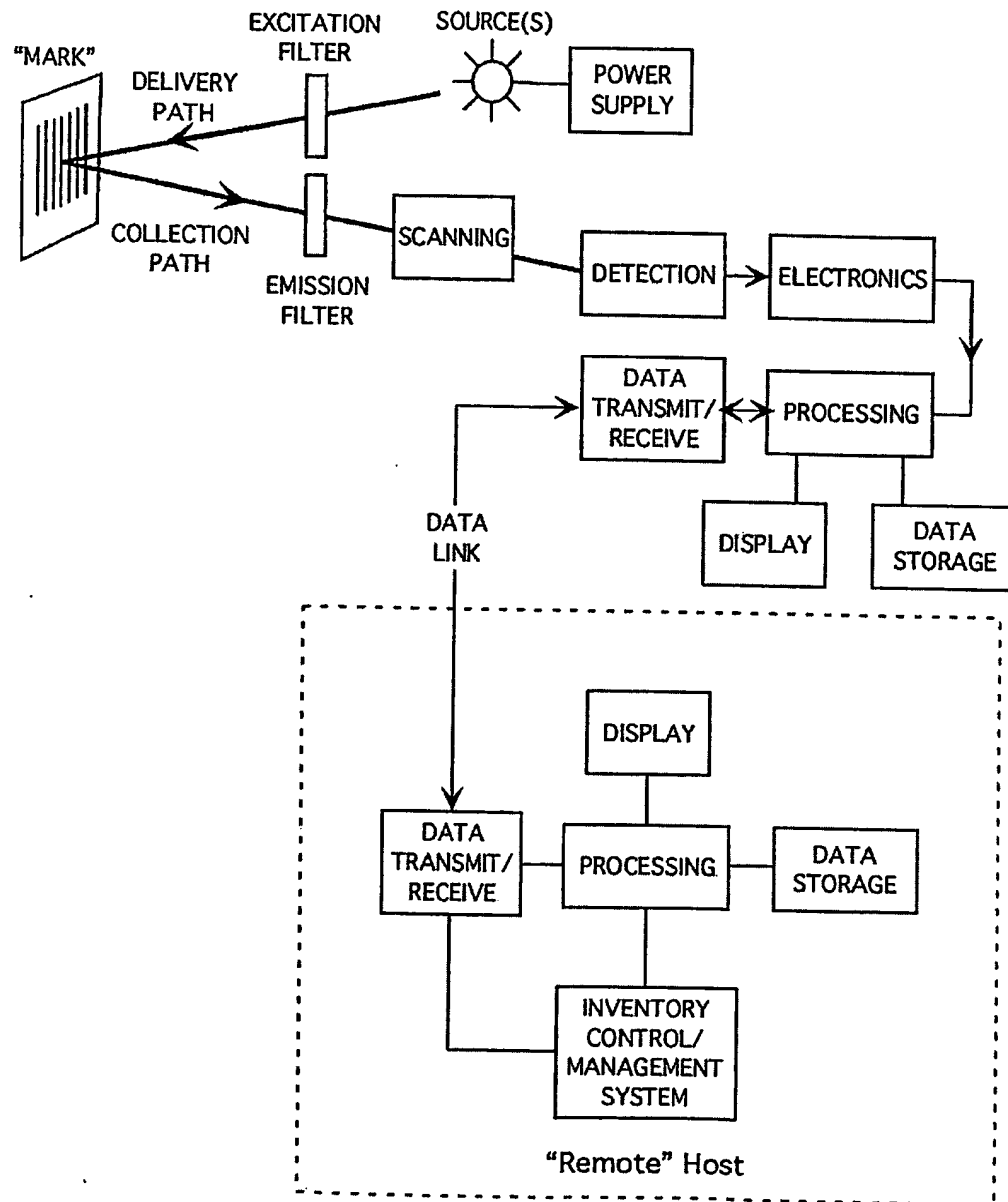 SOURCE(S)
EXCITATION
FILTER
"MARK"
DELIVERY
PATH
POWER
SUPPLY
COLLECTION
PATH
EMISSION
FILTER
SCANNING
DETECTION
ELECTRONICS
DATA
TRANSMIT/
RECEIVE
PROCESSING
DISPLAY
DATA
STORAGE
DATA
LINK
DISPLAY
DATA
TRANSMIT/
RECEIVE
PROCESSING
DATA
STORAGE
INVENTORY
CONTROL/
MANAGEMENT
SYSTEM
"Remote" Host